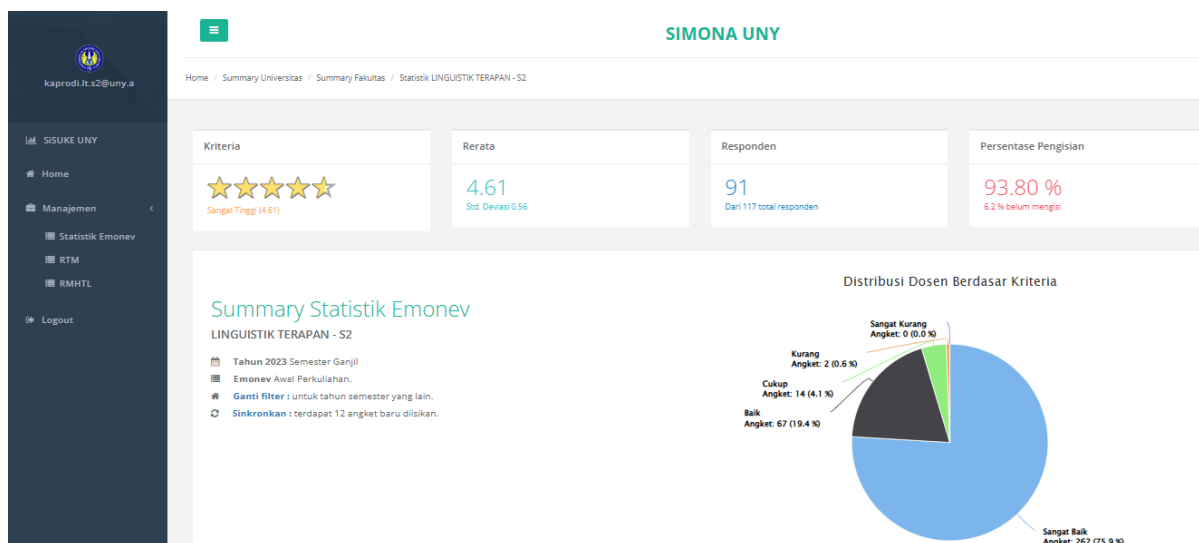 SIMONA UNY
kaprodi.lt.s2@uny.a
Home / Summary Universitas / Summary Fakultas / Statistik LINGUISTIK TERAPAN - S2
SiSUKE UNY
Home
Manajemen
Statistik Emonev
RTM
RMHTL
Logout
Kriteria
Sangat Tinggi (4.61)
Rerata
4.61
Std. Deviasi 0.56
Responden
91
Dari 117 total responden
Persentase Pengisian
93.80 %
6.2 % belum mengisi
Summary Statistik Emonev
LINGUISTIK TERAPAN - S2
Tahun 2023 Semester Ganjil
Emonev Awal Perkuliahan.
Ganti filter : untuk tahun semester yang lain.
Sinkronkan : terdapat 12 angket baru diisikan.
Distribusi Dosen Berdasar Kriteria
Sangat Kurang
Angket: 0 (0.0 %)
Kurang
Angket: 2 (0.6 %)
Cukup
Angket: 14 (4.1 %)
Baik
Angket: 67 (19.4 %)
Sangat Baik
Angket: 262 (75.9 %)